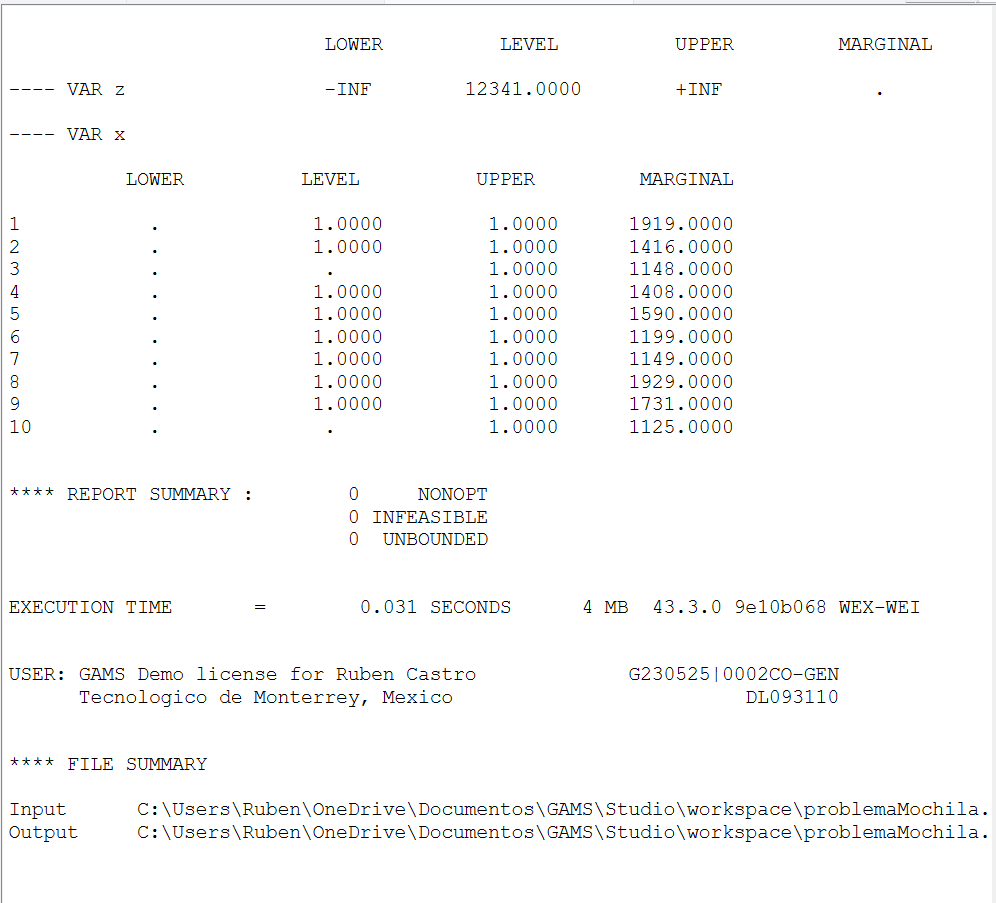 LOWER LEVEL UPPER MARGINAL
---- VAR z -INF 12341.0000 +INF .
---- VAR x
LOWER LEVEL UPPER MARGINAL
1 . 1.0000 1.0000 1919.0000
2 . 1.0000 1.0000 1416.0000
3 . . 1.0000 1148.0000
4 . 1.0000 1.0000 1408.0000
5 . 1.0000 1.0000 1590.0000
6 . 1.0000 1.0000 1199.0000
7 . 1.0000 1.0000 1149.0000
8 . 1.0000 1.0000 1929.0000
9 . 1.0000 1.0000 1731.0000
10 . . 1.0000 1125.0000
**** REPORT SUMMARY : 0 NONOPT
0 INFEASIBLE
0 UNBOUNDED
EXECUTION TIME = 0.031 SECONDS 4 MB 43.3.0 9e10b068 WEX-WEI
USER: GAMS Demo license for Ruben Castro G230525|0002CO-GEN
Tecnologico de Monterrey, Mexico DL093110
**** FILE SUMMARY
Input C:\Users\Ruben\OneDrive\Documentos\GAMS\Studio\workspace\problemaMochila.
Output C:\Users\Ruben\OneDrive\Documentos\GAMS\Studio\workspace\problemaMochila.